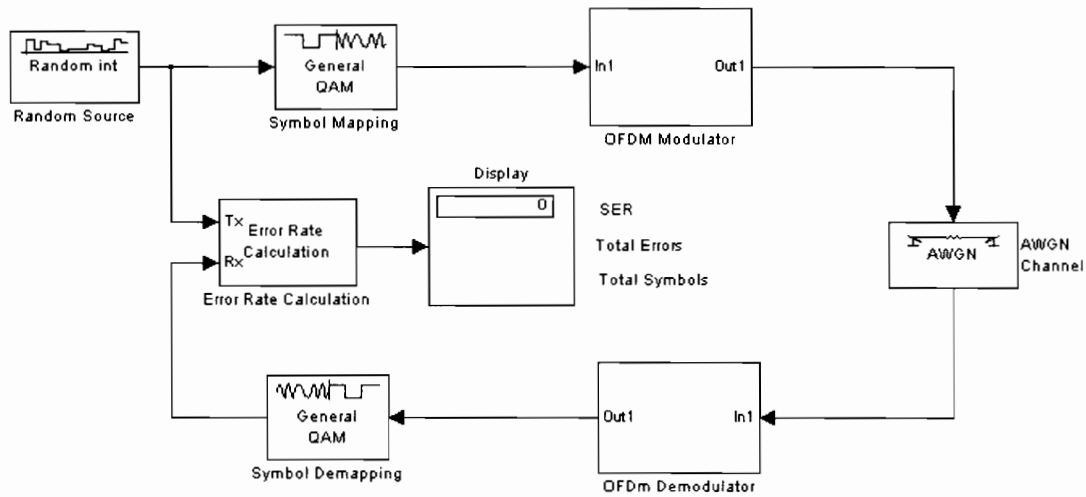 Random int
Random Source
General
QAM
Symbol Mapping
In1
Out1
OFDM Modulator
Display
0
SER
Total Errors
Total Symbols
Tx
Rx
Error Rate
Calculation
Error Rate Calculation
AWGN
AWGN
Channel
General
QAM
Symbol Demapping
Out1
In1
OFDm Demodulator